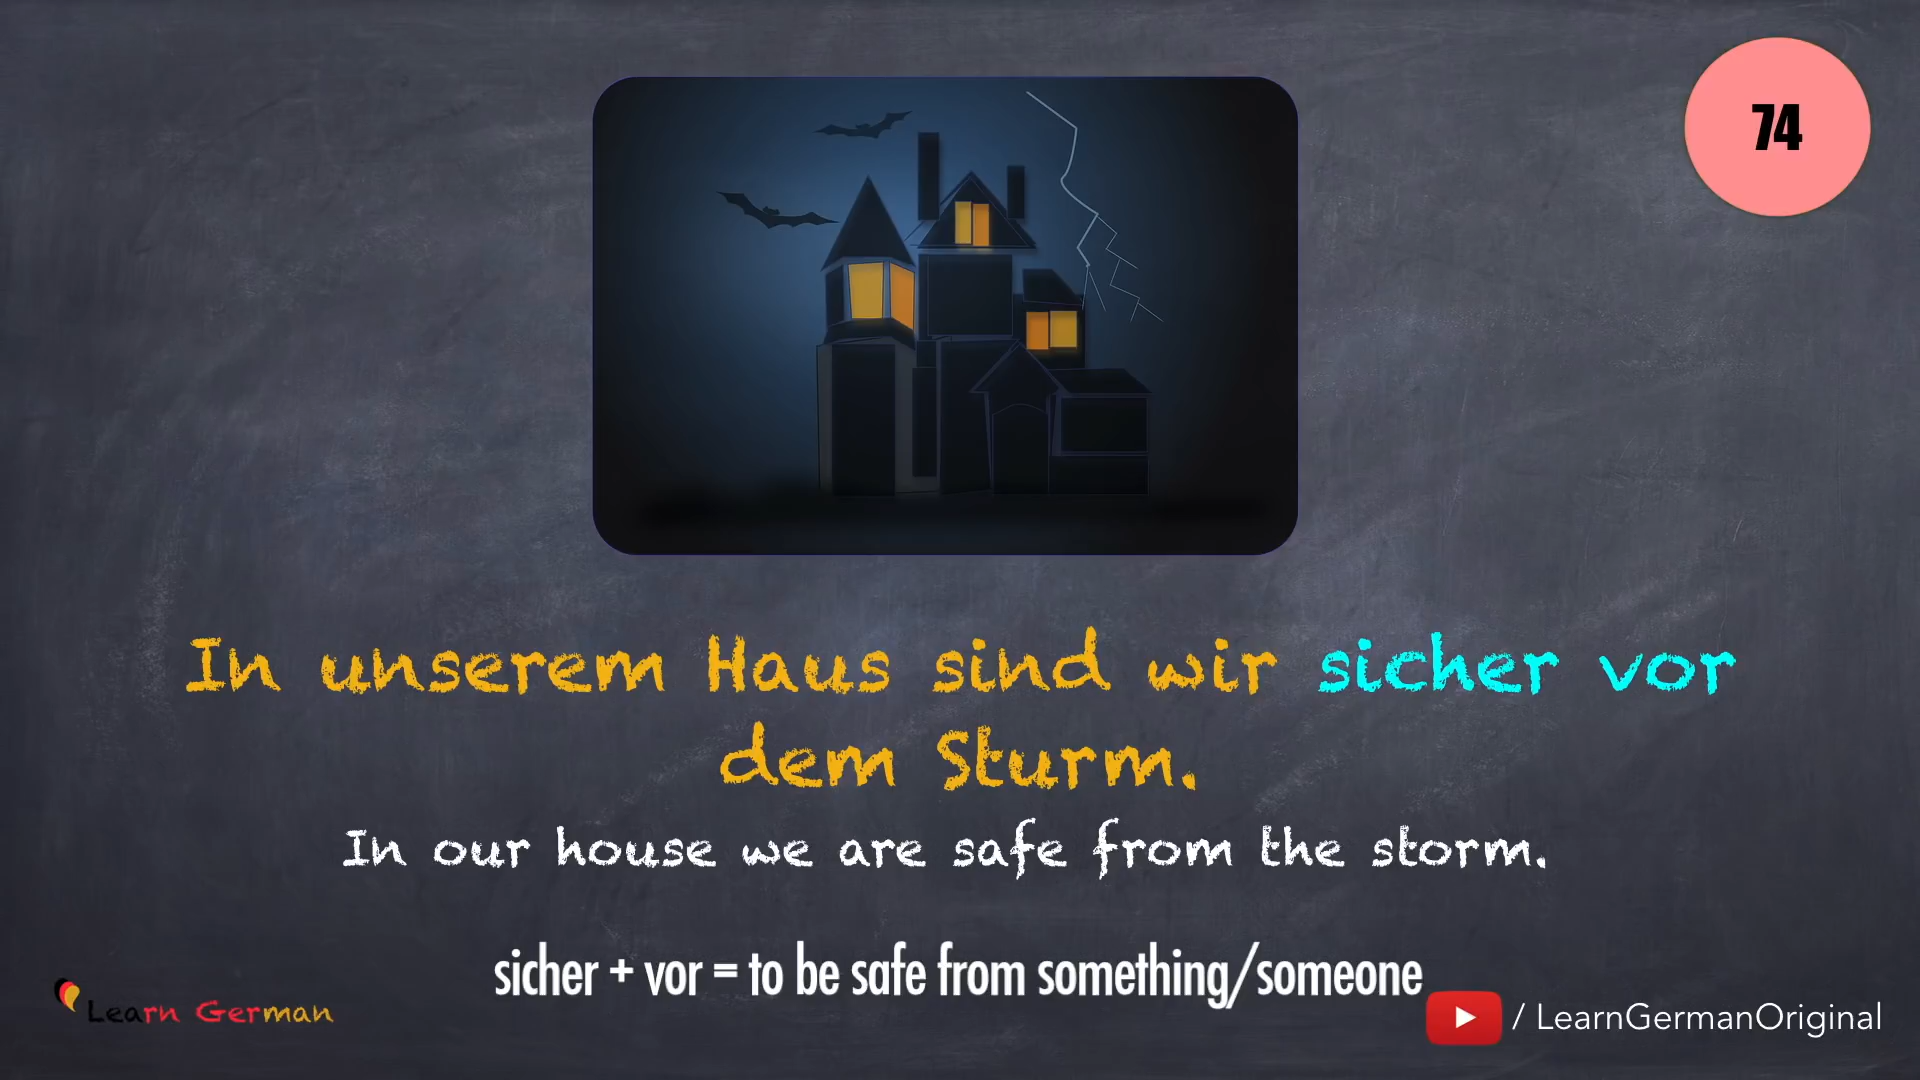 74
In unserem Haus sind wir sicher vor
dem Sturm.
In our house we are safe from the storm.
sicher + vor = to be safe from something/someone
Learn German
/ LearnGermanOriginal